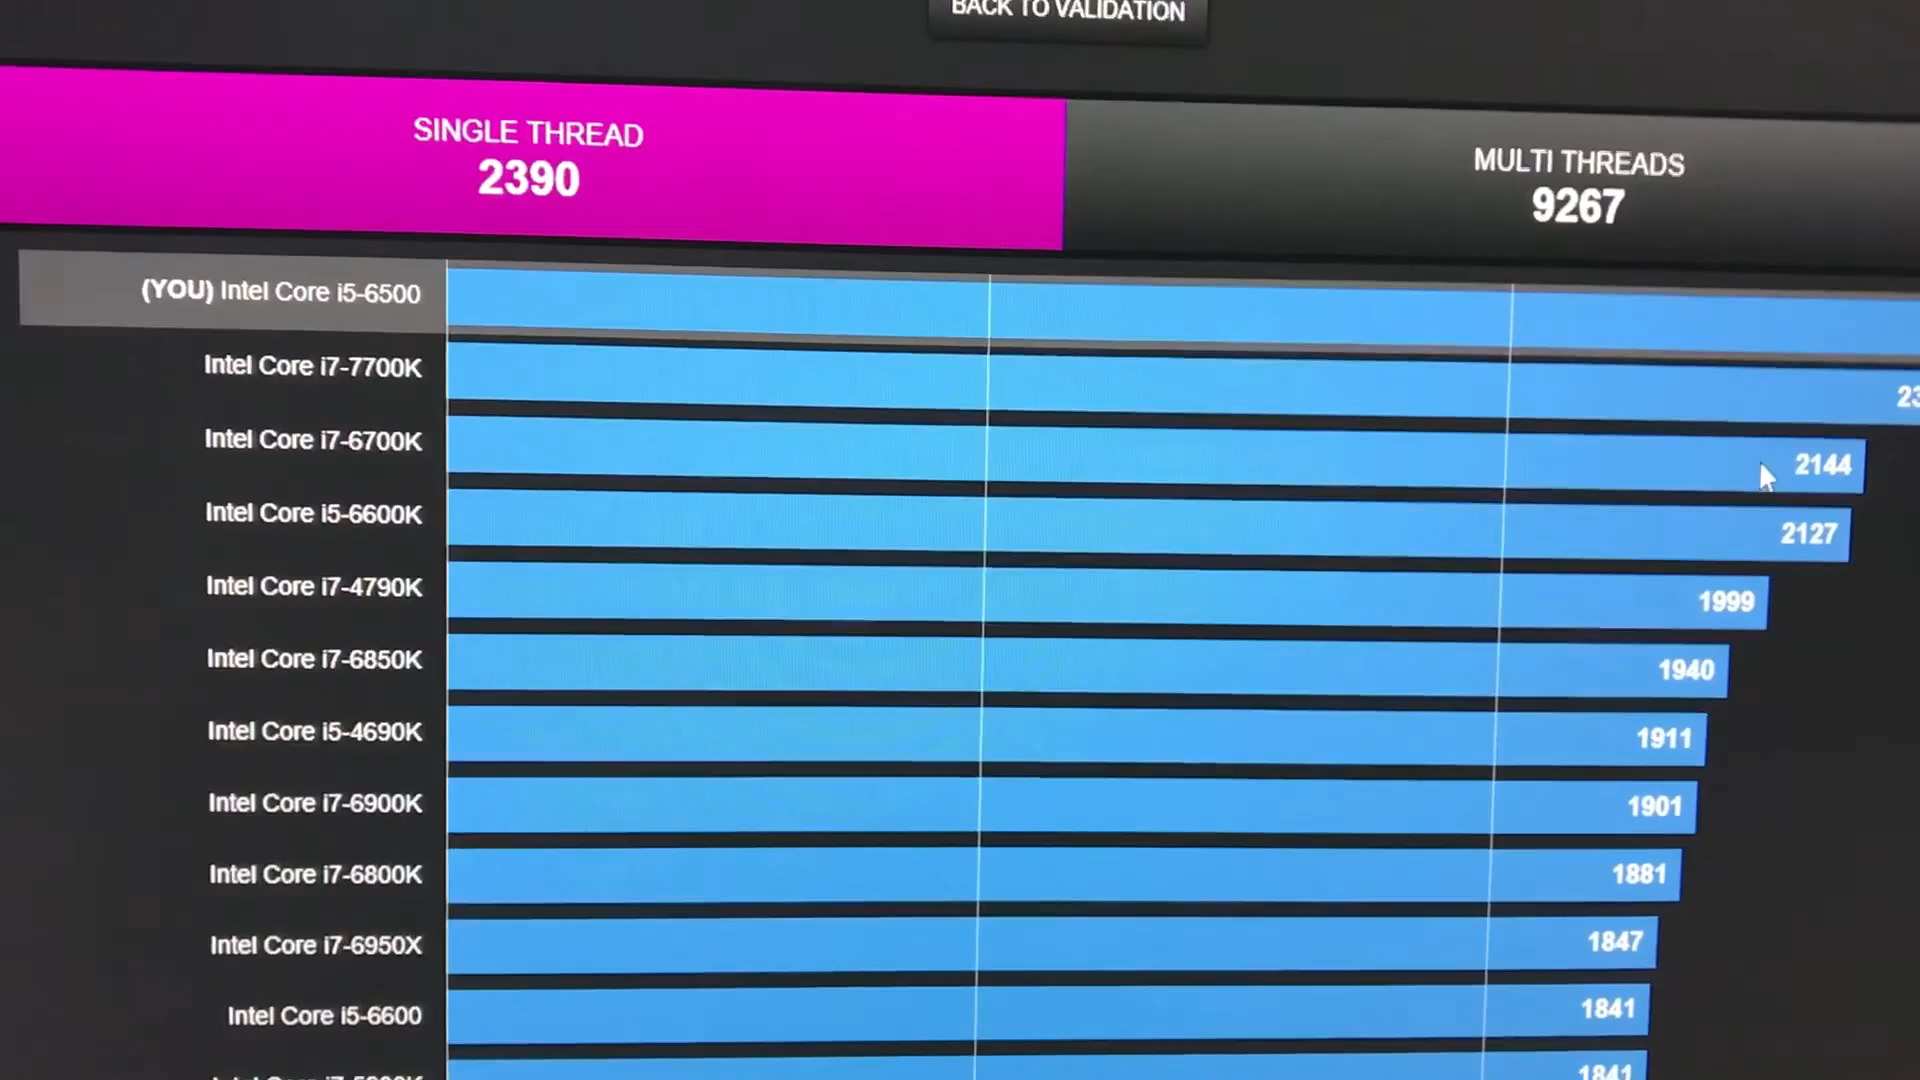 BACK TO VALIDATION
SINGLE THREAD
2390
MULTI THREADS
9267
(YOU) Intel Core i5-6500
Intel Core i7-7700K
Intel Core i7-6700K 2144
Intel Core i5-6600K 2127
Intel Core i7-4790K 1999
Intel Core i7-6850K 1940
Intel Core i5-4690K 1911
Intel Core i7-6900K 1901
Intel Core i7-6800K 1881
Intel Core i7-6950X 1847
Intel Core i5-6600 1841
1841